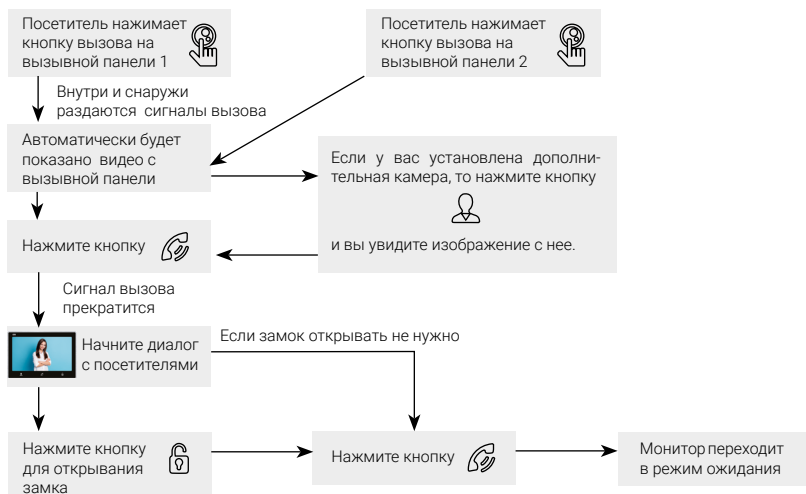 Посетитель нажимает
кнопку вызова на
вызывной панели 1
Посетитель нажимает
кнопку вызова на
вызывной панели 2
Внутри и снаружи
раздаются сигналы вызова
Автоматически будет
показано видео с
вызывной панели
Если у вас установлена дополни-
тельная камера, то нажмите кнопку
и вы увидите изображение с нее.
Нажмите кнопку
Сигнал вызова
прекратится
Начните диалог
с посетителями
Если замок открывать не нужно
Нажмите кнопку
для открывания
замка
Нажмите кнопку
Монитор переходит
в режим ожидания